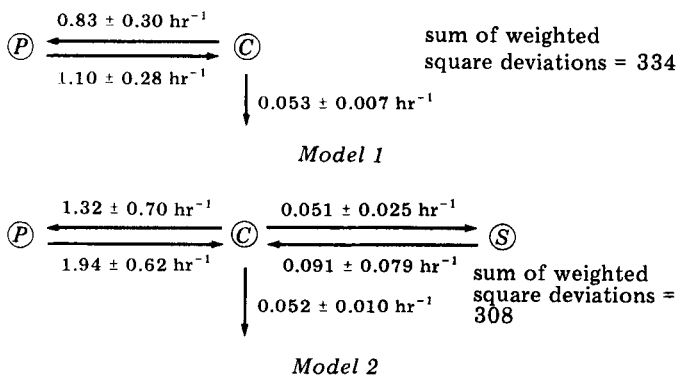 0.83 ± 0.30 hr⁻¹
P C
1.10 ± 0.28 hr⁻¹
sum of weighted
square deviations = 334
0.053 ± 0.007 hr⁻¹
Model 1
1.32 ± 0.70 hr⁻¹ 0.051 ± 0.025 hr⁻¹
P C S
1.94 ± 0.62 hr⁻¹ 0.091 ± 0.079 hr⁻¹
sum of weighted
square deviations =
308
0.052 ± 0.010 hr⁻¹
Model 2